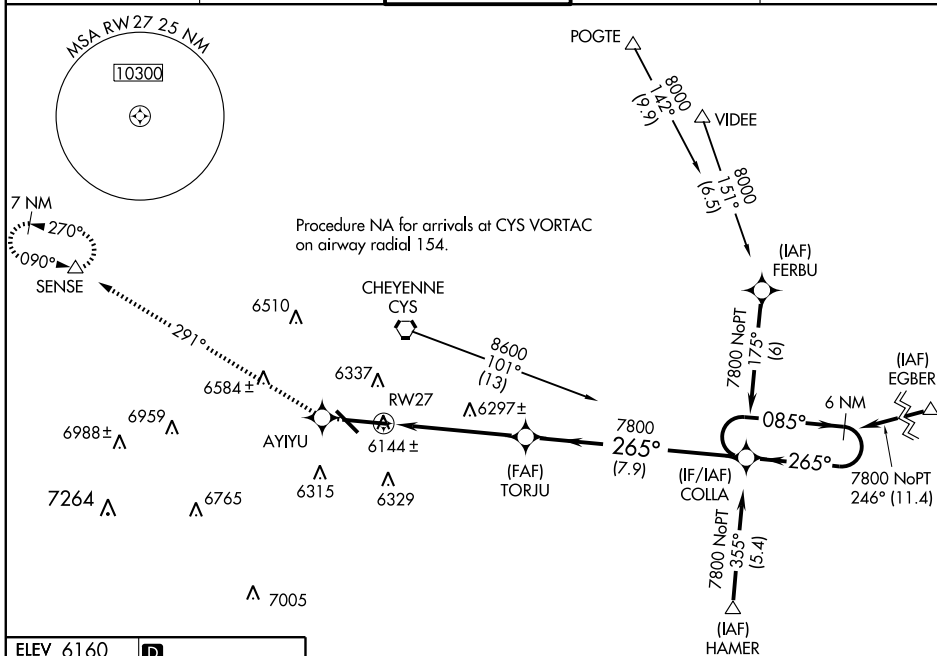 MSA RW27 25 NM
10300
POGTE
8000
142°
(9.9)
VIDEE
8000
151°
(6.5)
7 NM
270°
090°
SENSE
Procedure NA for arrivals at CYS VORTAC
on airway radial 154.
(IAF)
FERBU
CHEYENNE
CYS
6510
291°
8600
101°
(13)
7800 NoPT
175°
(6)
(IAF)
EGBER
6584±
6337
RW27
6297±
6959
6988±
AYIYU
6144±
7800
265°
(7.9)
085°
6 NM
265°
(FAF)
TORJU
(IF/IAF)
COLLA
7800 NoPT
246° (11.4)
7264
6765
6315
6329
7800 NoPT
355°
(5.4)
7005
(IAF)
HAMER
ELEV 6160
D